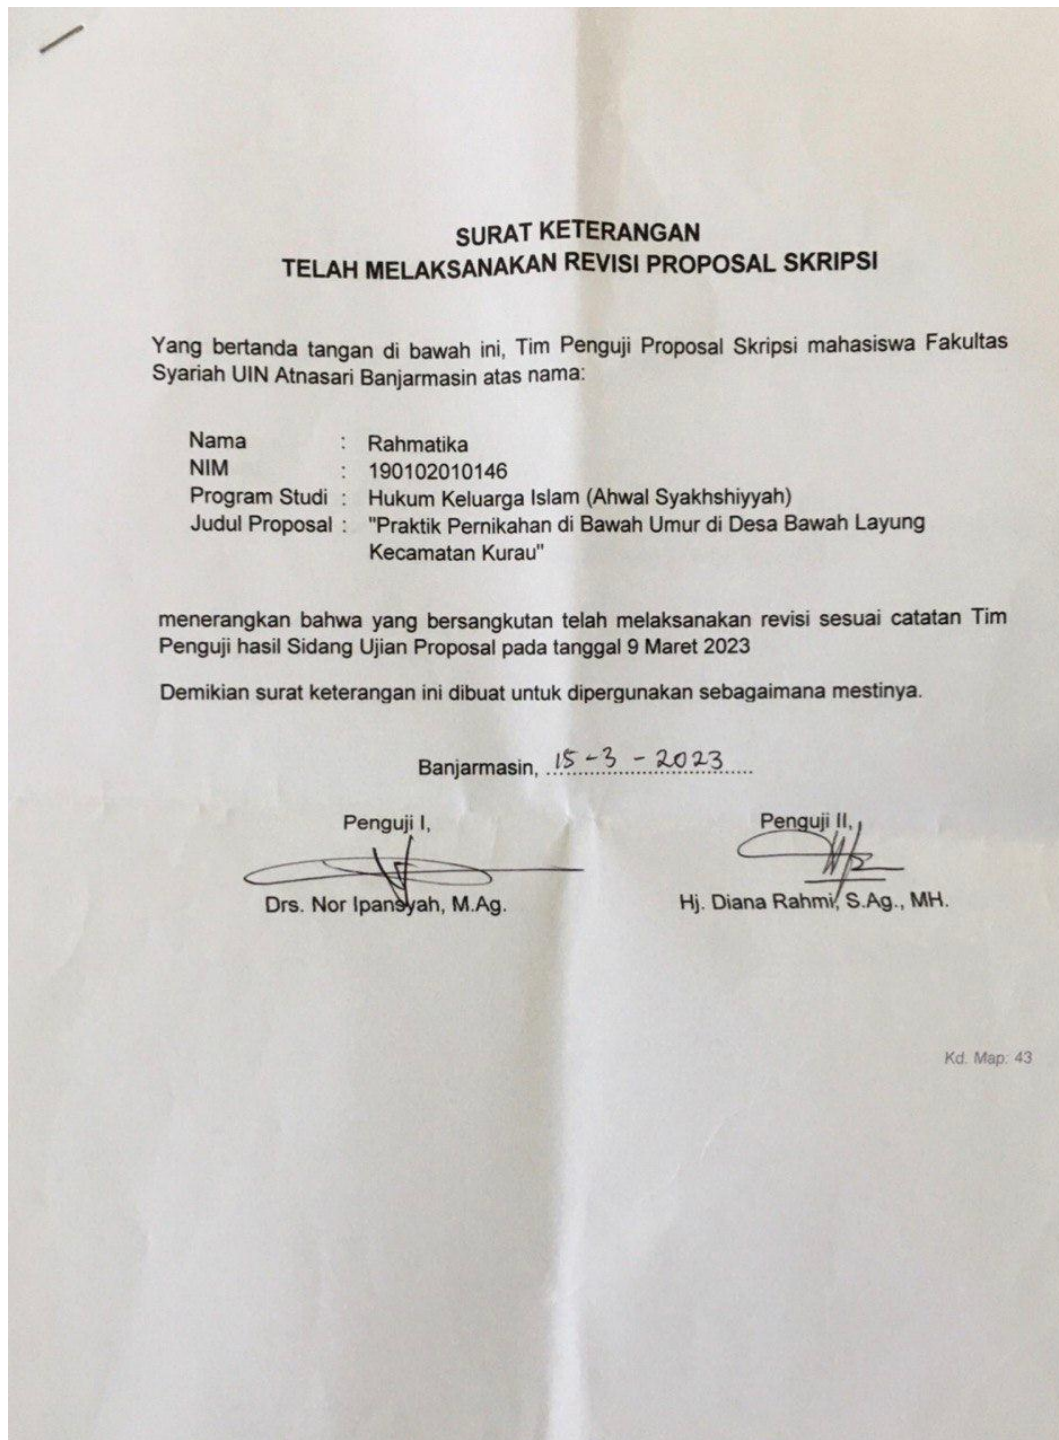 SURAT KETERANGAN
TELAH MELAKSANAKAN REVISI PROPOSAL SKRIPSI
Yang bertanda tangan di bawah ini, Tim Penguji Proposal Skripsi mahasiswa Fakultas
Syariah UIN Atnasari Banjarmasin atas nama:
Nama : Rahmatika
NIM : 190102010146
Program Studi : Hukum Keluarga Islam (Ahwal Syakhshiyyah)
Judul Proposal : "Praktik Pernikahan di Bawah Umur di Desa Bawah Layung
Kecamatan Kurau"
menerangkan bahwa yang bersangkutan telah melaksanakan revisi sesuai catatan Tim
Penguji hasil Sidang Ujian Proposal pada tanggal 9 Maret 2023
Demikian surat keterangan ini dibuat untuk dipergunakan sebagaimana mestinya.
Banjarmasin, 15-3-2023
Penguji I, Penguji II,
Drs. Nor Ipansyah, M.Ag. Hj. Diana Rahmi, S.Ag., MH.
Kd. Map: 43